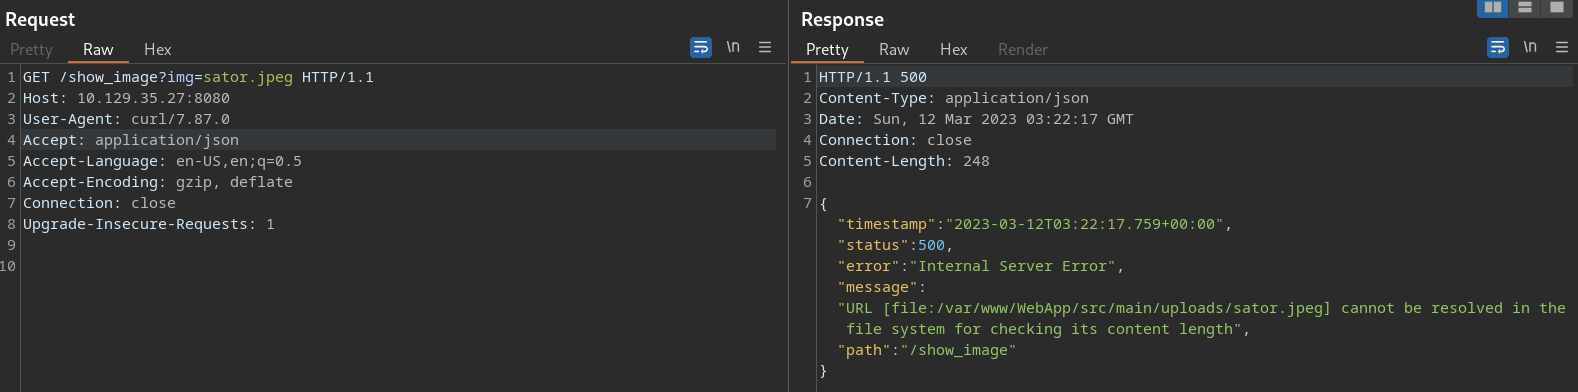 Request
Pretty Raw Hex \n
1 GET /show_image?img=sator.jpeg HTTP/1.1
2 Host: 10.129.35.27:8080
3 User-Agent: curl/7.87.0
4 Accept: application/json
5 Accept-Language: en-US,en;q=0.5
6 Accept-Encoding: gzip, deflate
7 Connection: close
8 Upgrade-Insecure-Requests: 1
9
10
Response
Pretty Raw Hex Render \n
1 HTTP/1.1 500
2 Content-Type: application/json
3 Date: Sun, 12 Mar 2023 03:22:17 GMT
4 Connection: close
5 Content-Length: 248
6
7 {
"timestamp":"2023-03-12T03:22:17.759+00:00",
"status":500,
"error":"Internal Server Error",
"message":
"URL [file:/var/www/WebApp/src/main/uploads/sator.jpeg] cannot be resolved in the
file system for checking its content length",
"path":"/show_image"
}